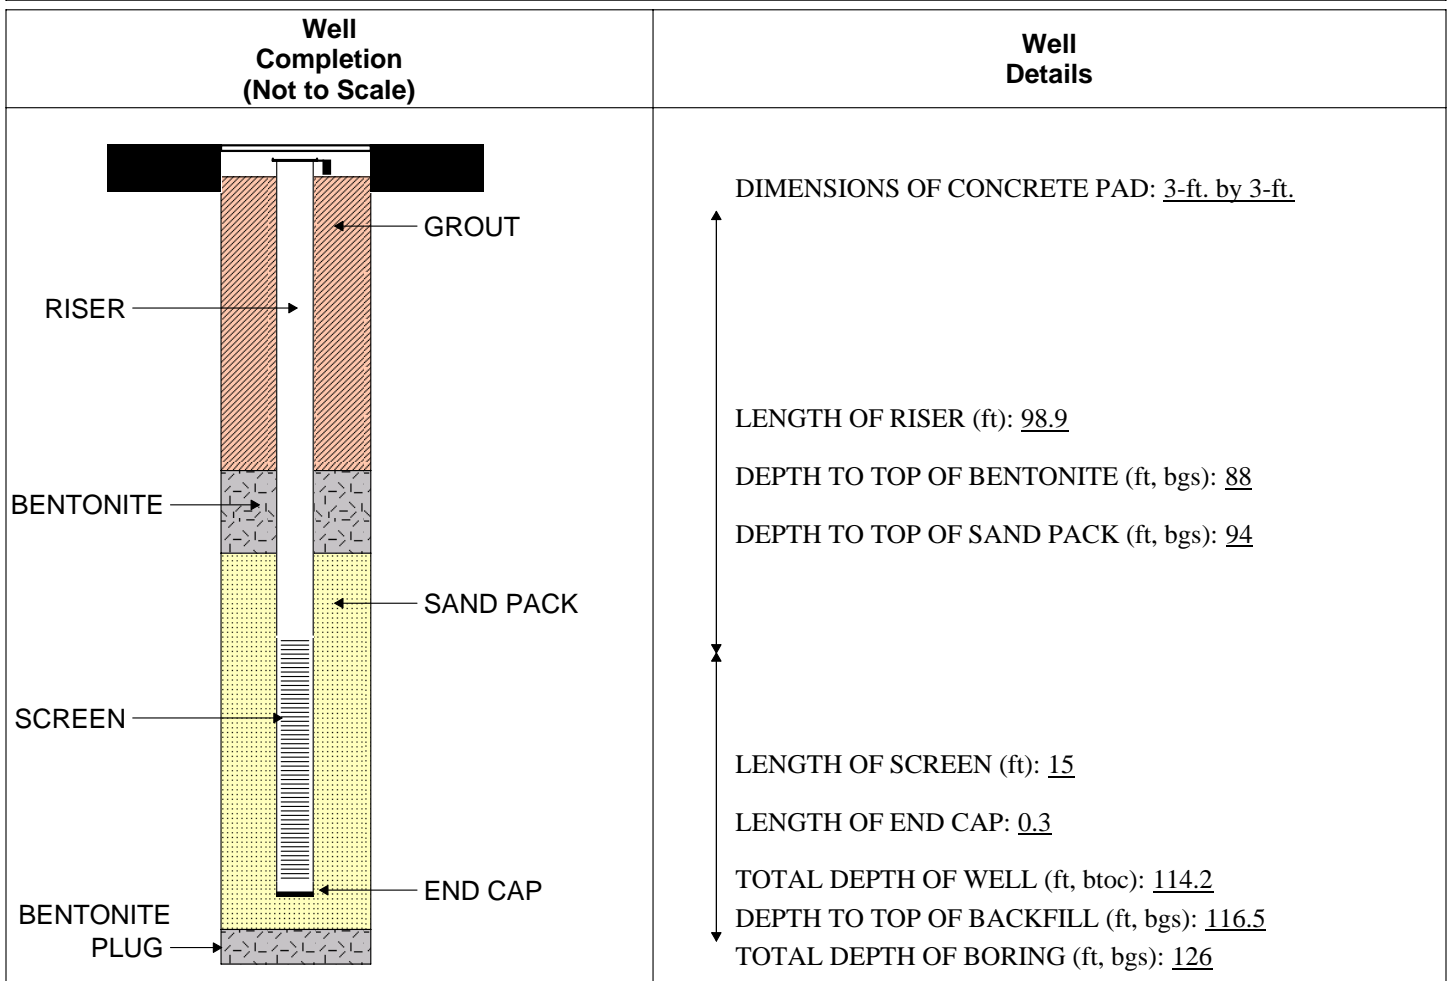 Well
Completion
(Not to Scale)
Well
Details
GROUT
RISER
BENTONITE
SAND PACK
SCREEN
END CAP
BENTONITE
PLUG
DIMENSIONS OF CONCRETE PAD: 3-ft. by 3-ft.
LENGTH OF RISER (ft): 98.9
DEPTH TO TOP OF BENTONITE (ft, bgs): 88
DEPTH TO TOP OF SAND PACK (ft, bgs): 94
LENGTH OF SCREEN (ft): 15
LENGTH OF END CAP: 0.3
TOTAL DEPTH OF WELL (ft, btoc): 114.2
DEPTH TO TOP OF BACKFILL (ft, bgs): 116.5
TOTAL DEPTH OF BORING (ft, bgs): 126